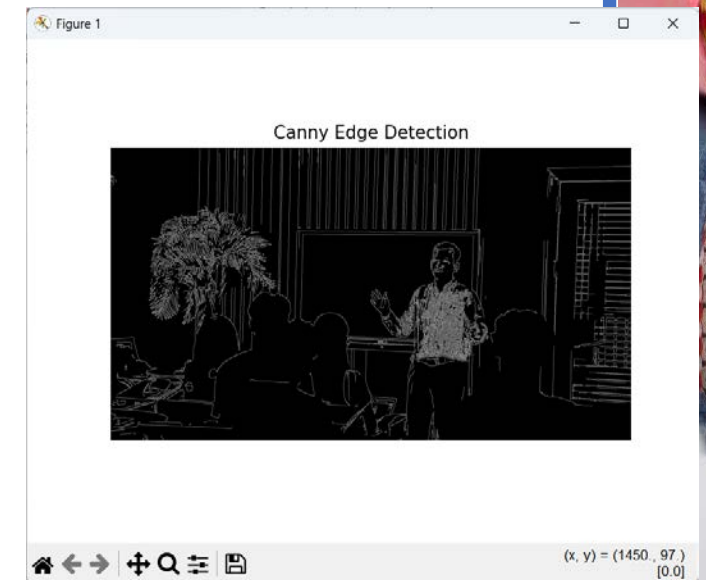 Figure 1
Canny Edge Detection
(x, y) = (1450., 97.)
[0.0]